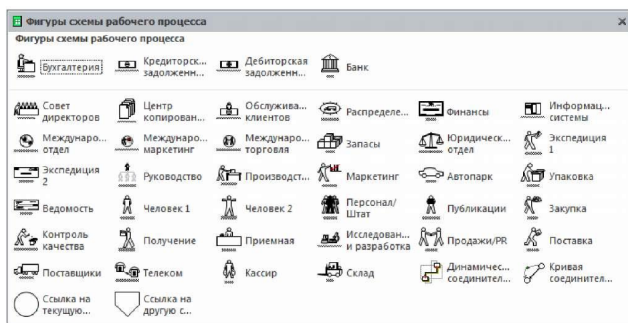 Фигуры схемы рабочего процесса
Фигуры схемы рабочего процесса
Бухгалтерия Кредиторск... Дебиторская Банк
задолженн... задолженн...
Совет Центр Обслужива... Распределе... Финансы Информац...
директоров копирован... клиентов системы
Междунаро... Междунаро... Междунаро... Запасы Юридическ... Экспедиция
отдел маркетинг торговля отдел 1
Экспедиция Руководство Производст... Маркетинг Автопарк Упаковка
2
Ведомость Человек 1 Человек 2 Персонал/ Публикации Закупка
Штат
Контроль Получение Приемная Исследован... Продажи/PR Поставка
качества и разработка
Поставщики Телеком Кассир Склад Динамичес... Кривая
соединител... соединител...
Ссылка на Ссылка на
текущую... другую с...